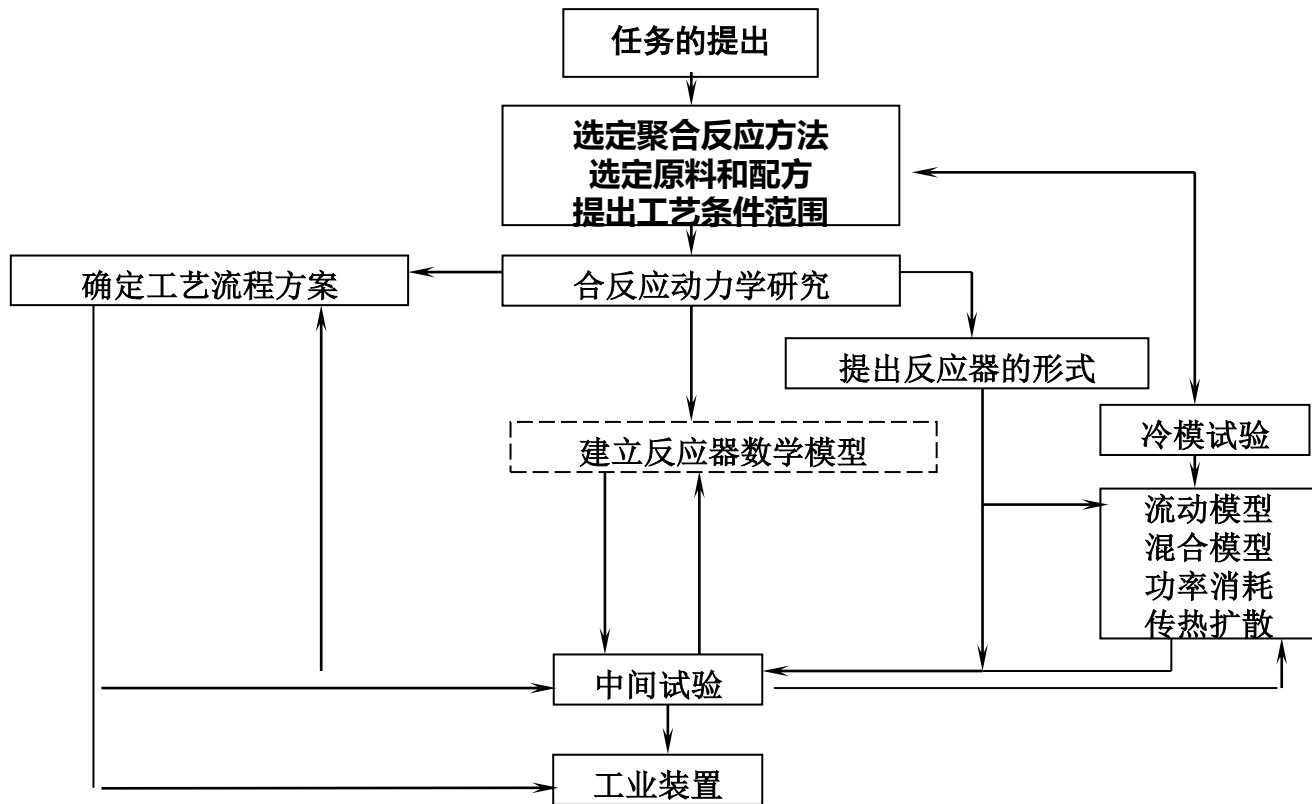 任务的提出
选定聚合反应方法
选定原料和配方
提出工艺条件范围
确定工艺流程方案
合反应动力学研究
提出反应器的形式
冷模试验
建立反应器数学模型
流动模型
混合模型
功率消耗
传热扩散
中间试验
工业装置